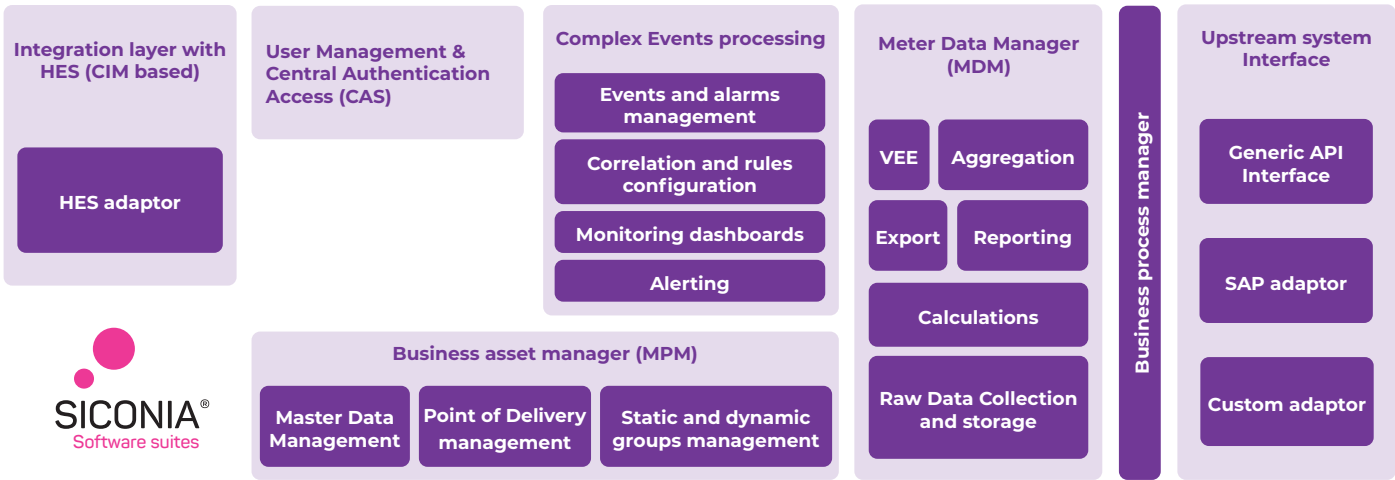 Integration layer with
HES (CIM based)
HES adaptor
User Management &
Central Authentication
Access (CAS)
Complex Events processing
Events and alarms
management
Correlation and rules
configuration
Monitoring dashboards
Alerting
Meter Data Manager
(MDM)
VEE
Aggregation
Export
Reporting
Calculations
Raw Data Collection
and storage
Business process manager
Upstream system
Interface
Generic API
Interface
SAP adaptor
Custom adaptor
Business asset manager (MPM)
Master Data
Management
Point of Delivery
management
Static and dynamic
groups management
SICONIA®
Software suites